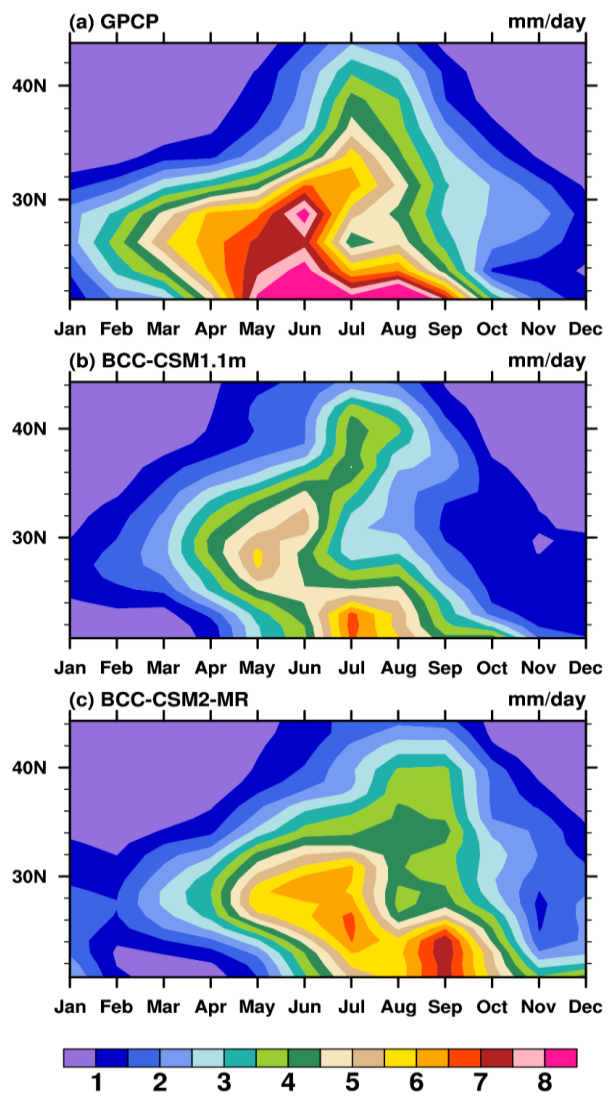 (a) GPCP mm/day
40N
30N
Jan Feb Mar Apr May Jun Jul Aug Sep Oct Nov Dec
(b) BCC-CSM1.1m mm/day
40N
30N
Jan Feb Mar Apr May Jun Jul Aug Sep Oct Nov Dec
(c) BCC-CSM2-MR mm/day
40N
30N
Jan Feb Mar Apr May Jun Jul Aug Sep Oct Nov Dec
1 2 3 4 5 6 7 8